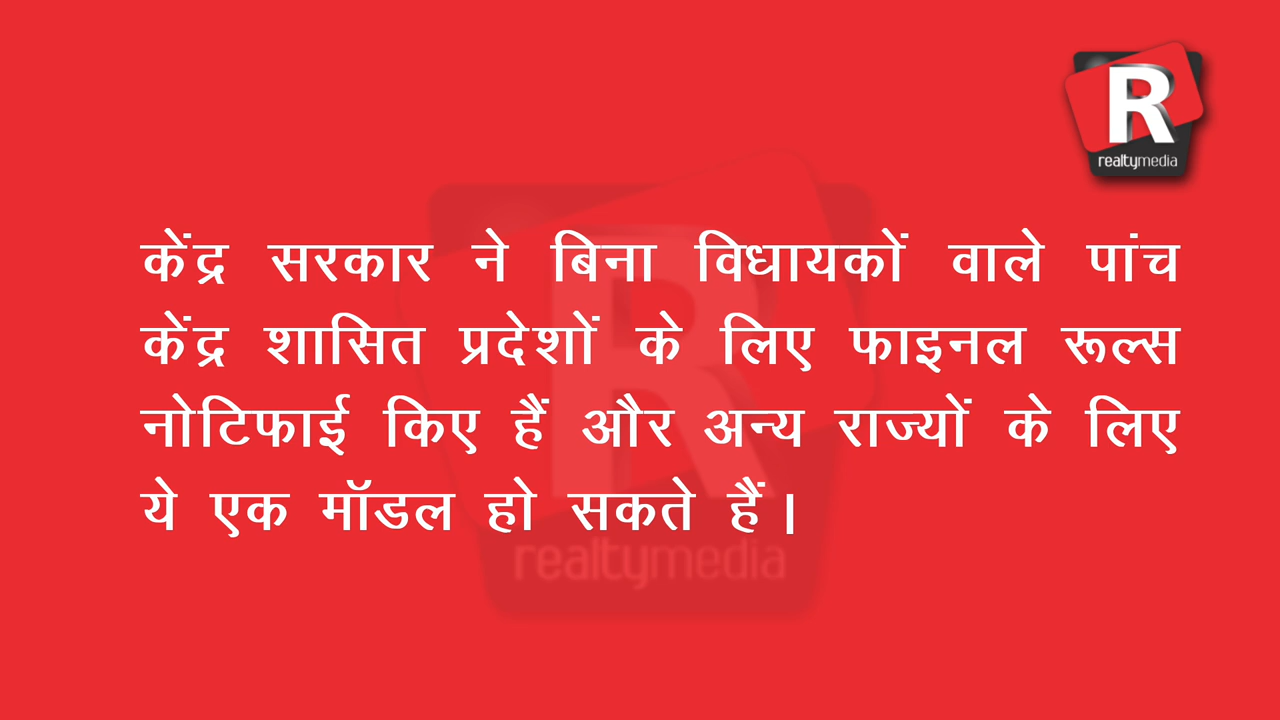 R
realtymedia
केंद्र सरकार ने बिना विधायकों वाले पांच
केंद्र शासित प्रदेशों के लिए फाइनल रूल्स
नोटिफाई किए हैं और अन्य राज्यों के लिए
ये एक मॉडल हो सकते हैं।
R
realtymedia